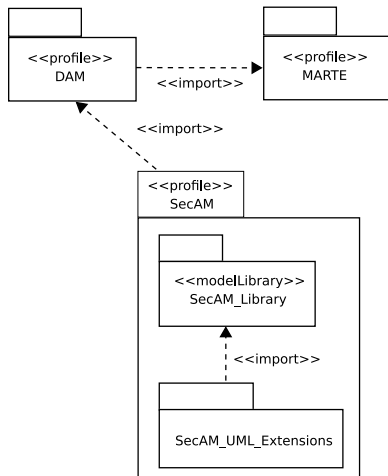 <<profile>>
DAM
<<import>>
<<profile>>
MARTE
<<import>>
<<profile>>
SecAM
<<modelLibrary>>
SecAM_Library
<<import>>
SecAM_UML_Extensions